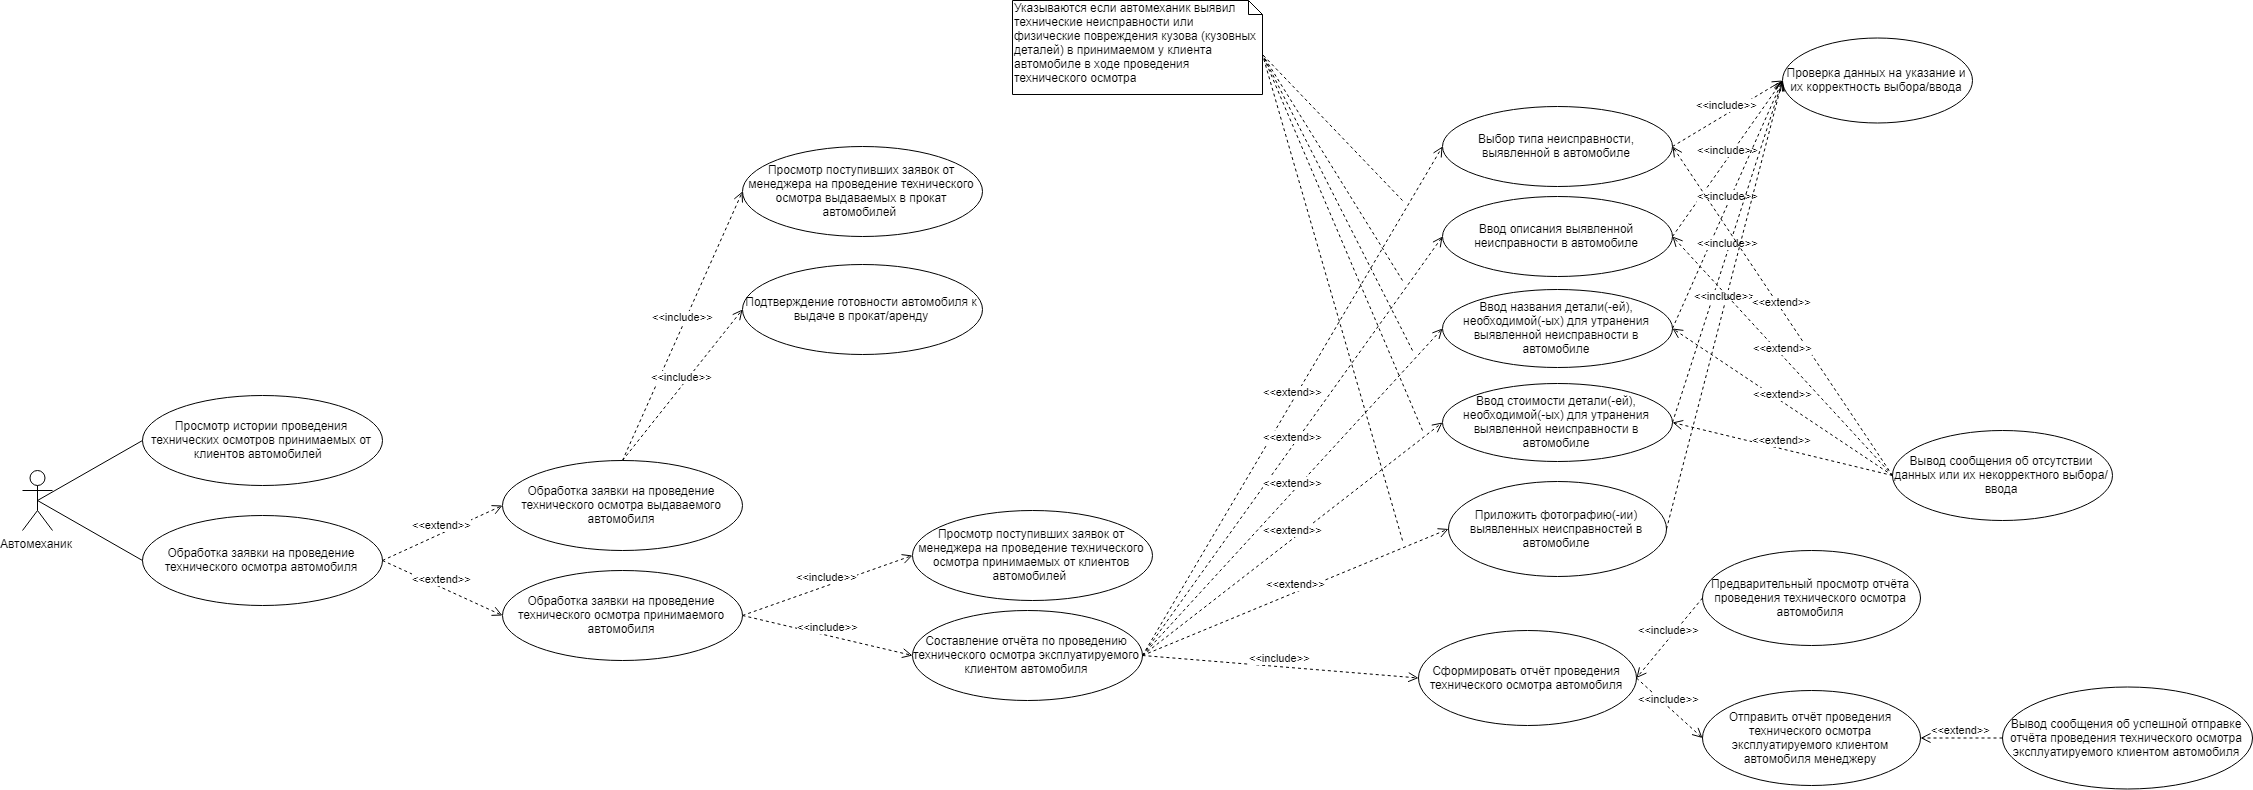 Указываются если автомеханик выявил
технические неисправности или
физические повреждения кузова (кузовных
деталей) в принимаемом у клиента
автомобиле в ходе проведения
технического осмотра
Проверка данных на указание и
их корректность выбора/ввода
<<include>>
Выбор типа неисправности,
выявленной в автомобиле
<<include>>
Просмотр поступивших заявок от
менеджера на проведение технического
осмотра выдаваемых в прокат
автомобилей
<<include>>
Ввод описания выявленной
неисправности в автомобиле
<<include>>
Подтверждение готовности автомобиля к
выдаче в прокат/аренду
<<include>>
<<extend>>
Ввод названия детали(-ей),
необходимой(-ых) для утранения
выявленной неисправности в
автомобиле
<<include>>
<<extend>>
<<include>>
<<extend>>
<<extend>>
Ввод стоимости детали(-ей),
необходимой(-ых) для утранения
выявленной неисправности в
автомобиле
<<extend>>
<<extend>>
Просмотр истории проведения
технических осмотров принимаемых от
клиентов автомобилей
Вывод сообщения об отсутствии
данных или их некорректного выбора/
ввода
<<extend>>
Обработка заявки на проведение
технического осмотра выдаваемого
автомобиля
<<extend>>
Приложить фотографию(-ии)
выявленных неисправностей в
автомобиле
<<extend>>
Автомеханик
Обработка заявки на проведение
технического осмотра автомобиля
<<extend>>
Просмотр поступивших заявок от
менеджера на проведение технического
осмотра принимаемых от клиентов
автомобилей
<<include>>
<<extend>>
Обработка заявки на проведение
технического осмотра принимаемого
автомобиля
<<include>>
Составление отчёта по проведению
технического осмотра эксплуатируемого
клиентом автомобиля
<<include>>
Предварительный просмотр отчёта
проведения технического осмотра
автомобиля
<<include>>
Сформировать отчёт проведения
технического осмотра автомобиля
<<include>>
Отправить отчёт проведения
технического осмотра
эксплуатируемого клиентом
автомобиля менеджеру
<<extend>>
Вывод сообщения об успешной отправке
отчёта проведения технического осмотра
эксплуатируемого клиентом автомобиля